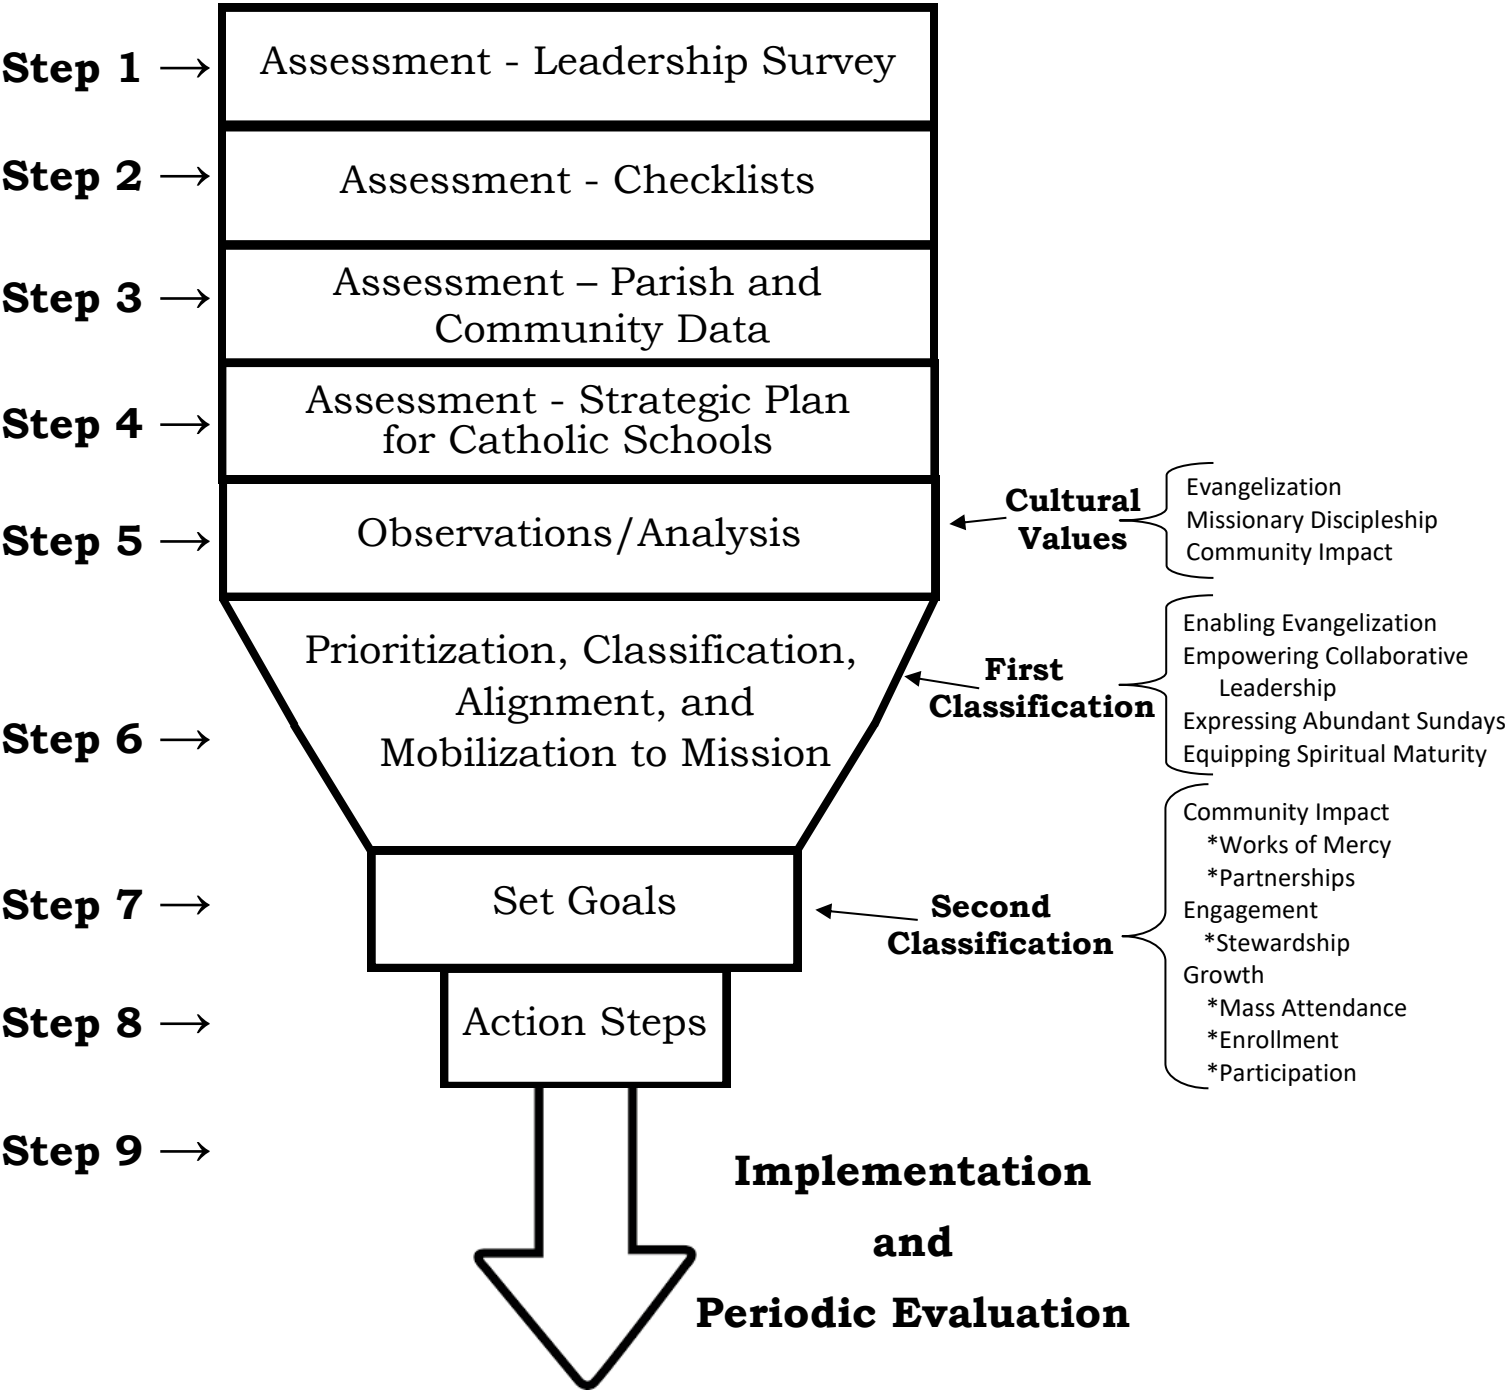 Step 1 →
Assessment - Leadership Survey
Step 2 →
Assessment - Checklists
Step 3 →
Assessment – Parish and
Community Data
Step 4 →
Assessment - Strategic Plan
for Catholic Schools
Step 5 →
Observations/Analysis
Cultural
Values
Evangelization
Missionary Discipleship
Community Impact
Step 6 →
Prioritization, Classification,
Alignment, and
Mobilization to Mission
First
Classification
Enabling Evangelization
Empowering Collaborative
Leadership
Expressing Abundant Sundays
Equipping Spiritual Maturity
Step 7 →
Set Goals
Second
Classification
Community Impact
*Works of Mercy
*Partnerships
Engagement
*Stewardship
Growth
*Mass Attendance
*Enrollment
*Participation
Step 8 →
Action Steps
Step 9 →
Implementation
and
Periodic Evaluation